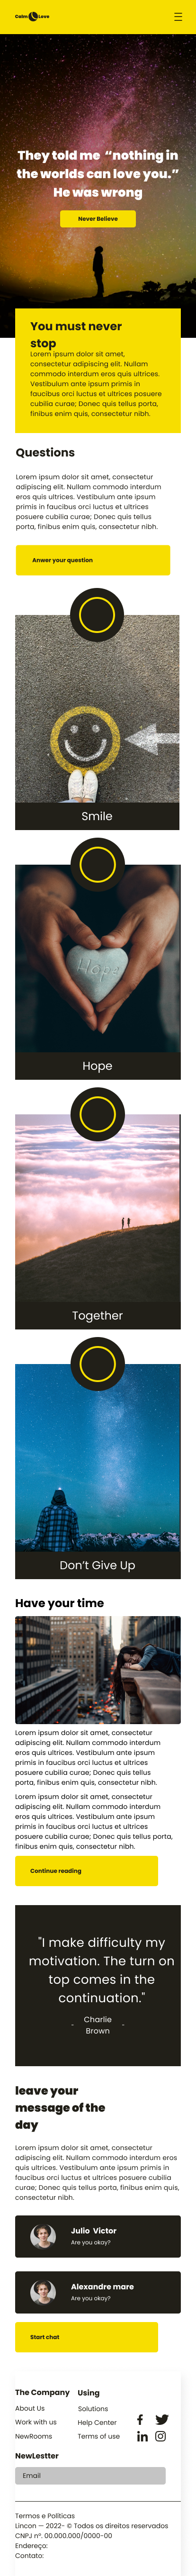 Calm Love
They told me “nothing in
the worlds can love you.”
He was wrong
Never Believe
You must never
stop
Lorem ipsum dolor sit amet,
consectetur adipiscing elit. Nullam
commodo interdum eros quis ultrices.
Vestibulum ante ipsum primis in
faucibus orci luctus et ultrices posuere
cubilia curae; Donec quis tellus porta,
finibus enim quis, consectetur nibh.
Questions
Lorem ipsum dolor sit amet, consectetur
adipiscing elit. Nullam commodo interdum
eros quis ultrices. Vestibulum ante ipsum
primis in faucibus orci luctus et ultrices
posuere cubilia curae; Donec quis tellus
porta, finibus enim quis, consectetur nibh.
Anwer your question
Smile
Hope
Hope
Together
Don’t Give Up
Have your time
Lorem ipsum dolor sit amet, consectetur
adipiscing elit. Nullam commodo interdum
eros quis ultrices. Vestibulum ante ipsum
primis in faucibus orci luctus et ultrices
posuere cubilia curae; Donec quis tellus
porta, finibus enim quis, consectetur nibh.
Lorem ipsum dolor sit amet, consectetur
adipiscing elit. Nullam commodo interdum
eros quis ultrices. Vestibulum ante ipsum
primis in faucibus orci luctus et ultrices
posuere cubilia curae; Donec quis tellus porta,
finibus enim quis, consectetur nibh.
Continue reading
"I make difficulty my
motivation. The turn on
top comes in the
continuation."
- Charlie -
Brown
leave your
message of the
day
Lorem ipsum dolor sit amet, consectetur
adipiscing elit. Nullam commodo interdum eros
quis ultrices. Vestibulum ante ipsum primis in
faucibus orci luctus et ultrices posuere cubilia
curae; Donec quis tellus porta, finibus enim quis,
consectetur nibh.
Julio Victor
Are you okay?
Alexandre mare
Are you okay?
Start chat
The Company
About Us
Work with us
NewRooms
Using
Solutions
Help Center
Terms of use
NewLestter
Email
Termos e Políticas
Lincon — 2022- © Todos os direitos reservados
CNPJ n°. 00.000.000/0000-00
Endereço:
Contato: